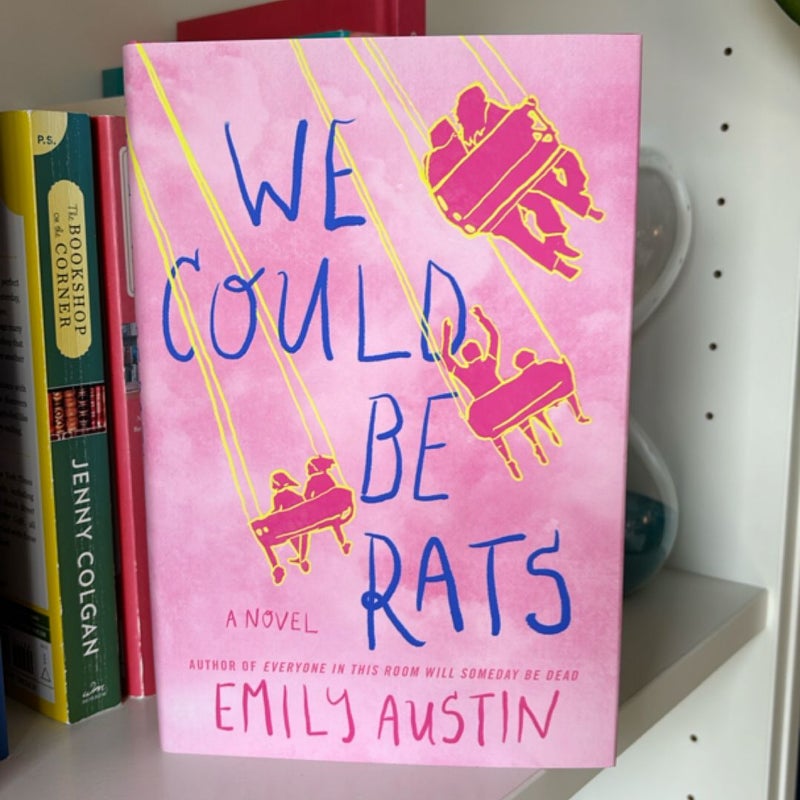 WE
COULD
BE
RATS
A NOVEL
AUTHOR OF EVERYONE IN THIS ROOM WILL SOMEDAY BE DEAD
EMILY AUSTIN
P.S.
The
BOOKSHOP
ON the
CORNER
JENNY COLGAN